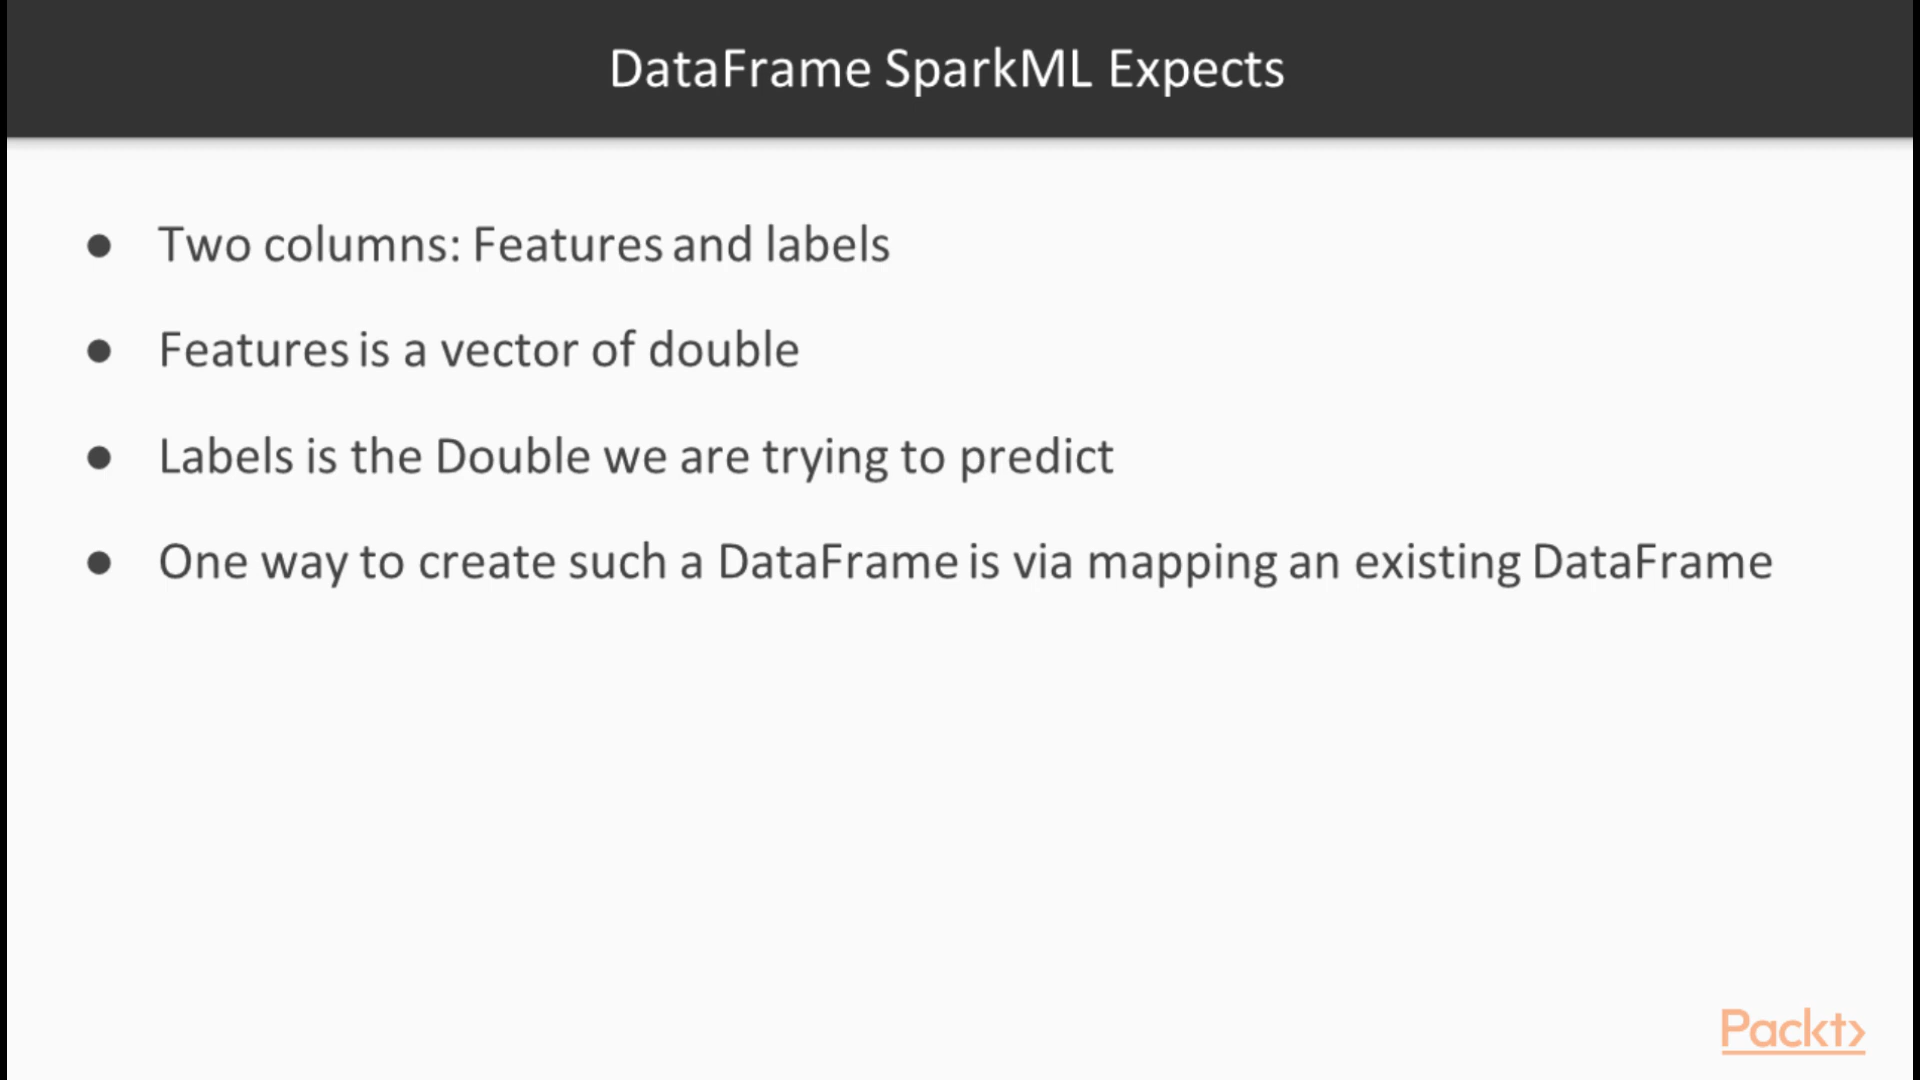 DataFrame SparkML Expects
● Two columns: Features and labels
● Features is a vector of double
● Labels is the Double we are trying to predict
● One way to create such a DataFrame is via mapping an existing DataFrame
Packt>